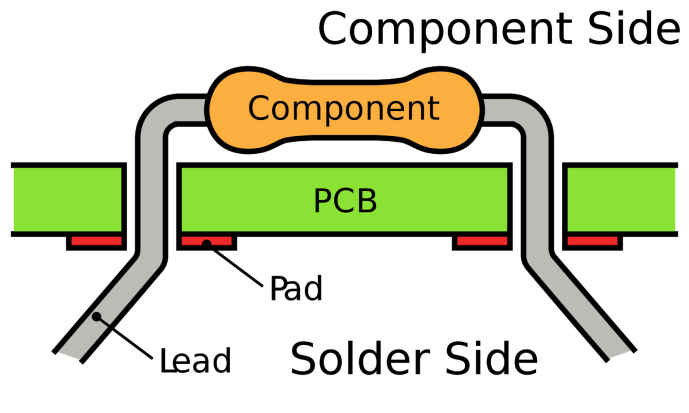 Component Side
Component
PCB
Pad
Lead
Solder Side